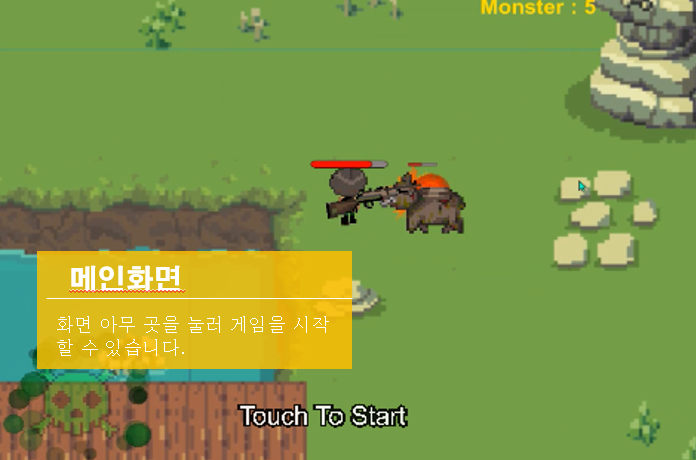 Monster : 5
메인화면
화면 아무 곳을 눌러 게임을 시작
할 수 있습니다.
Touch To Start